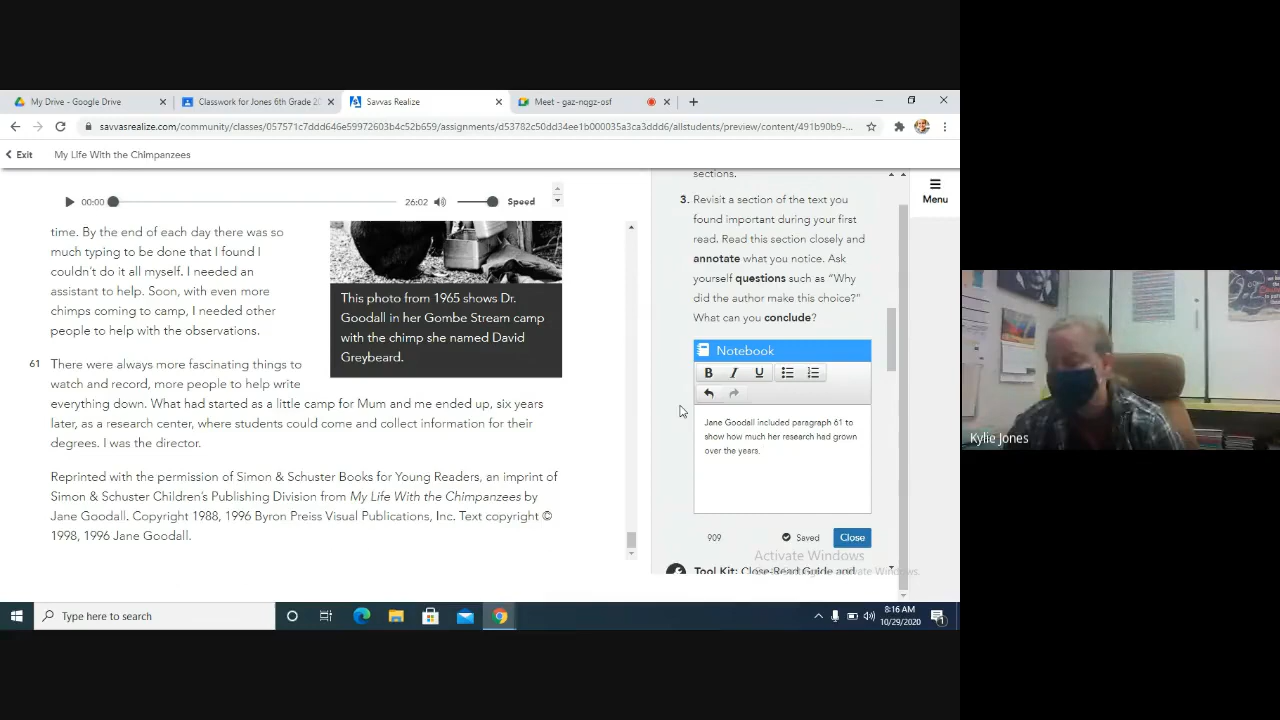 My Drive - Google Drive
Classwork for Jones 6th Grade 20
Savvas Realize
Meet - gaz-nqgz-osf
savvasrealize.com/community/classes/057571c7ddd646e59972603b4c52b659/assignments/d53782c50dd34ee1b000035a3ca3ddd6/allstudents/preview/content/491b90b9-...
Exit
My Life With the Chimpanzees
Menu
00:00
26:02
Speed
time. By the end of each day there was so
much typing to be done that I found I
couldn't do it all myself. I needed an
assistant to help. Soon, with even more
chimps coming to camp, I needed other
people to help with the observations.
This photo from 1965 shows Dr.
Goodall in her Gombe Stream camp
with the chimp she named David
Greybeard.
61 There were always more fascinating things to
watch and record, more people to help write
everything down. What had started as a little camp for Mum and me ended up, six years
later, as a research center, where students could come and collect information for their
degrees. I was the director.
Reprinted with the permission of Simon & Schuster Books for Young Readers, an imprint of
Simon & Schuster Children's Publishing Division from My Life With the Chimpanzees by
Jane Goodall. Copyright 1988, 1996 Byron Preiss Visual Publications, Inc. Text copyright ©
1998, 1996 Jane Goodall.
sections.
3. Revisit a section of the text you
found important during your first
read. Read this section closely and
annotate what you notice. Ask
yourself questions such as "Why
did the author make this choice?"
What can you conclude?
Notebook
B I U
Jane Goodall included paragraph 61 to
show how much her research had grown
over the years.
909
Saved
Close
Activate Windows
Tool Kit: Close-Read Guide and
Kylie Jones
Type here to search
8:16 AM
10/29/2020
1